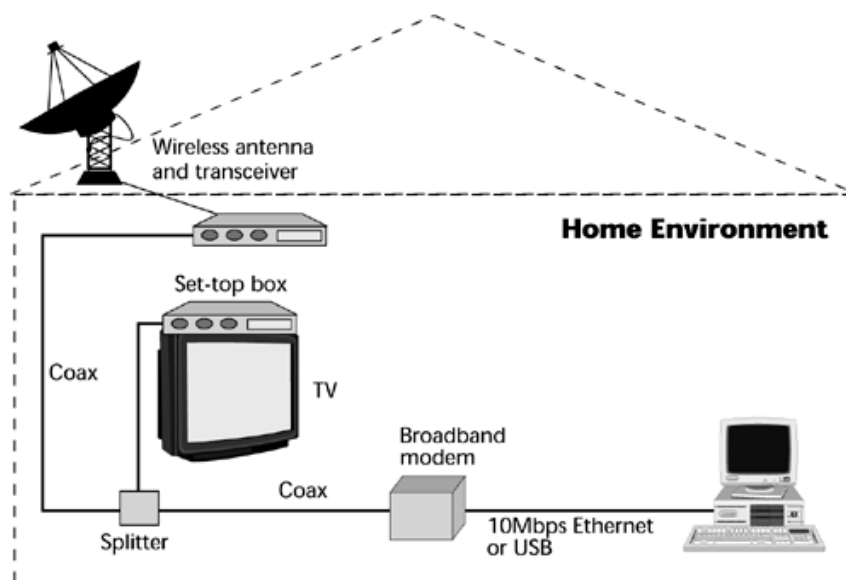 Wireless antenna
and transceiver
Home Environment
Set-top box
Coax
TV
Broadband
modem
Coax
10Mbps Ethernet
or USB
Splitter